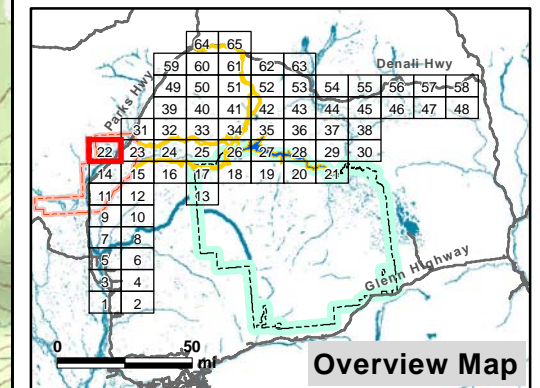 64 65
59 60 61 62 63
Denali Hwy
Parks Hwy
49 50 51 52 53 54 55 56 57 58
39 40 41 42 43 44 45 46 47 48
31 32 33 34 35 36 37 38
22 23 24 25 26 27 28 29 30
14 15 16 17 18 19 20 21
11 12 13
9 10
7 8
5 6
Glenn Highway
3 4
1 2
0 50
mi
Overview Map